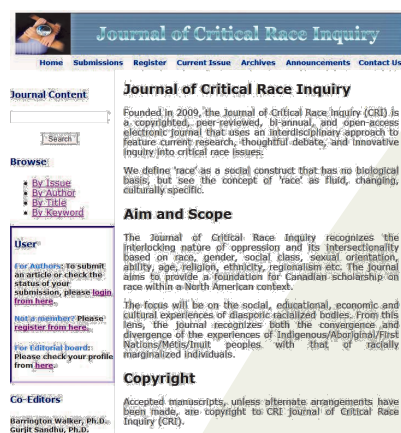 Journal of Critical Race Inquiry
Home Submissions Register Current Issue Archives Announcements Contact Us
Journal Content
Search
Browse
By Issue
By Author
By Title
By Keyword
User
For Authors: To submit
an article or check the
status of your
submission, please login
from here.
Not a member? Please
register from here.
For Editorial board:
Please check your profile
from here.
Co-Editors
Barrington Walker, Ph.D.
Gurjit Sandhu, Ph.D.
Journal of Critical Race Inquiry
Founded in 2009, the Journal of Critical Race Inquiry (CRI) is
a copyrighted, peer-reviewed, bi-annual, and open-access
electronic journal that uses an interdisciplinary approach to
feature current research, thoughtful debate, and innovative
inquiry into critical race issues.
We define 'race' as a social construct that has no biological
basis, but see the concept of 'race' as fluid, changing,
culturally specific.
Aim and Scope
The Journal of Critical Race Inquiry recognizes the
interlocking nature of oppression and its intersectionality
based on race, gender, social class, sexual orientation,
ability, age, religion, ethnicity, regionalism etc. The journal
aims to provide a foundation for Canadian scholarship on
race within a North American context.
The focus will be on the social, educational, economic and
cultural experiences of diasporic racialized bodies. From this
lens, the journal recognizes both the convergence and
divergence of the experiences of Indigenous/Aboriginal/First
Nations/Métis/Inuit peoples with that of racially
marginalized individuals.
Copyright
Accepted manuscripts, unless alternate arrangements have
been made, are copyright to CRI journal of Critical Race
Inquiry (CRI).